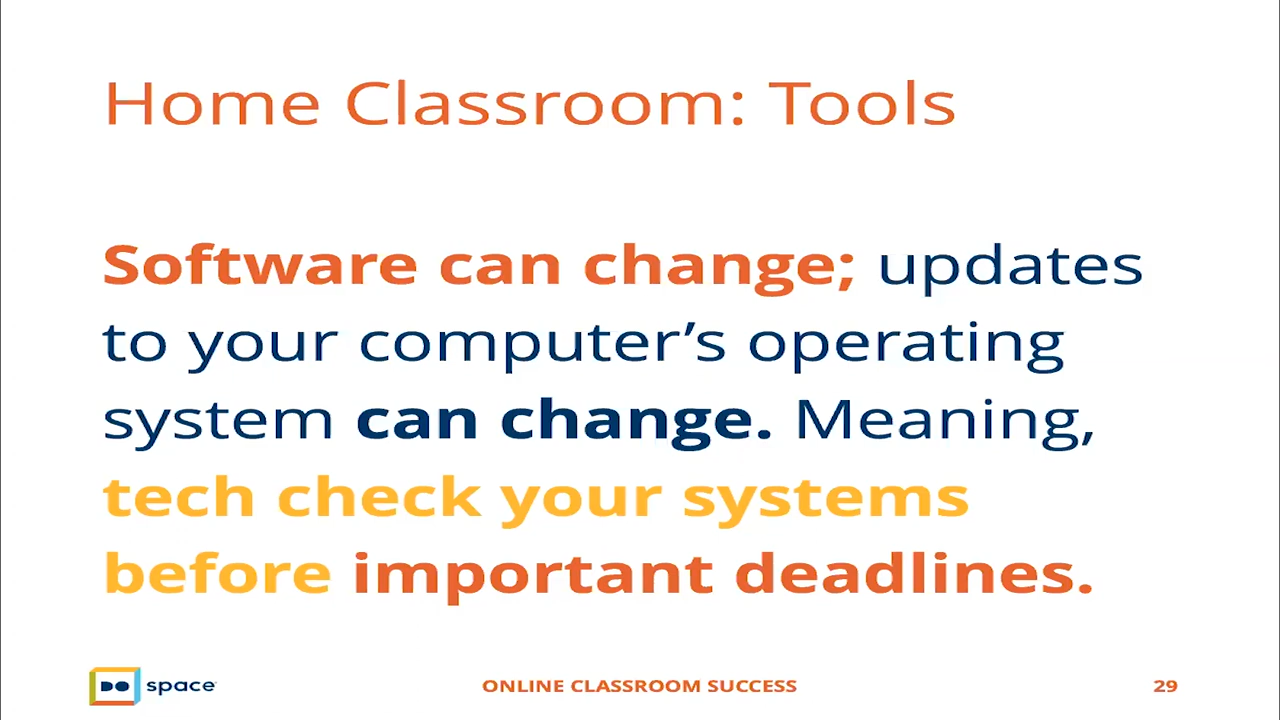 Home Classroom: Tools
Software can change; updates
to your computer’s operating
system can change. Meaning,
tech check your systems
before important deadlines.
DO space
ONLINE CLASSROOM SUCCESS
29